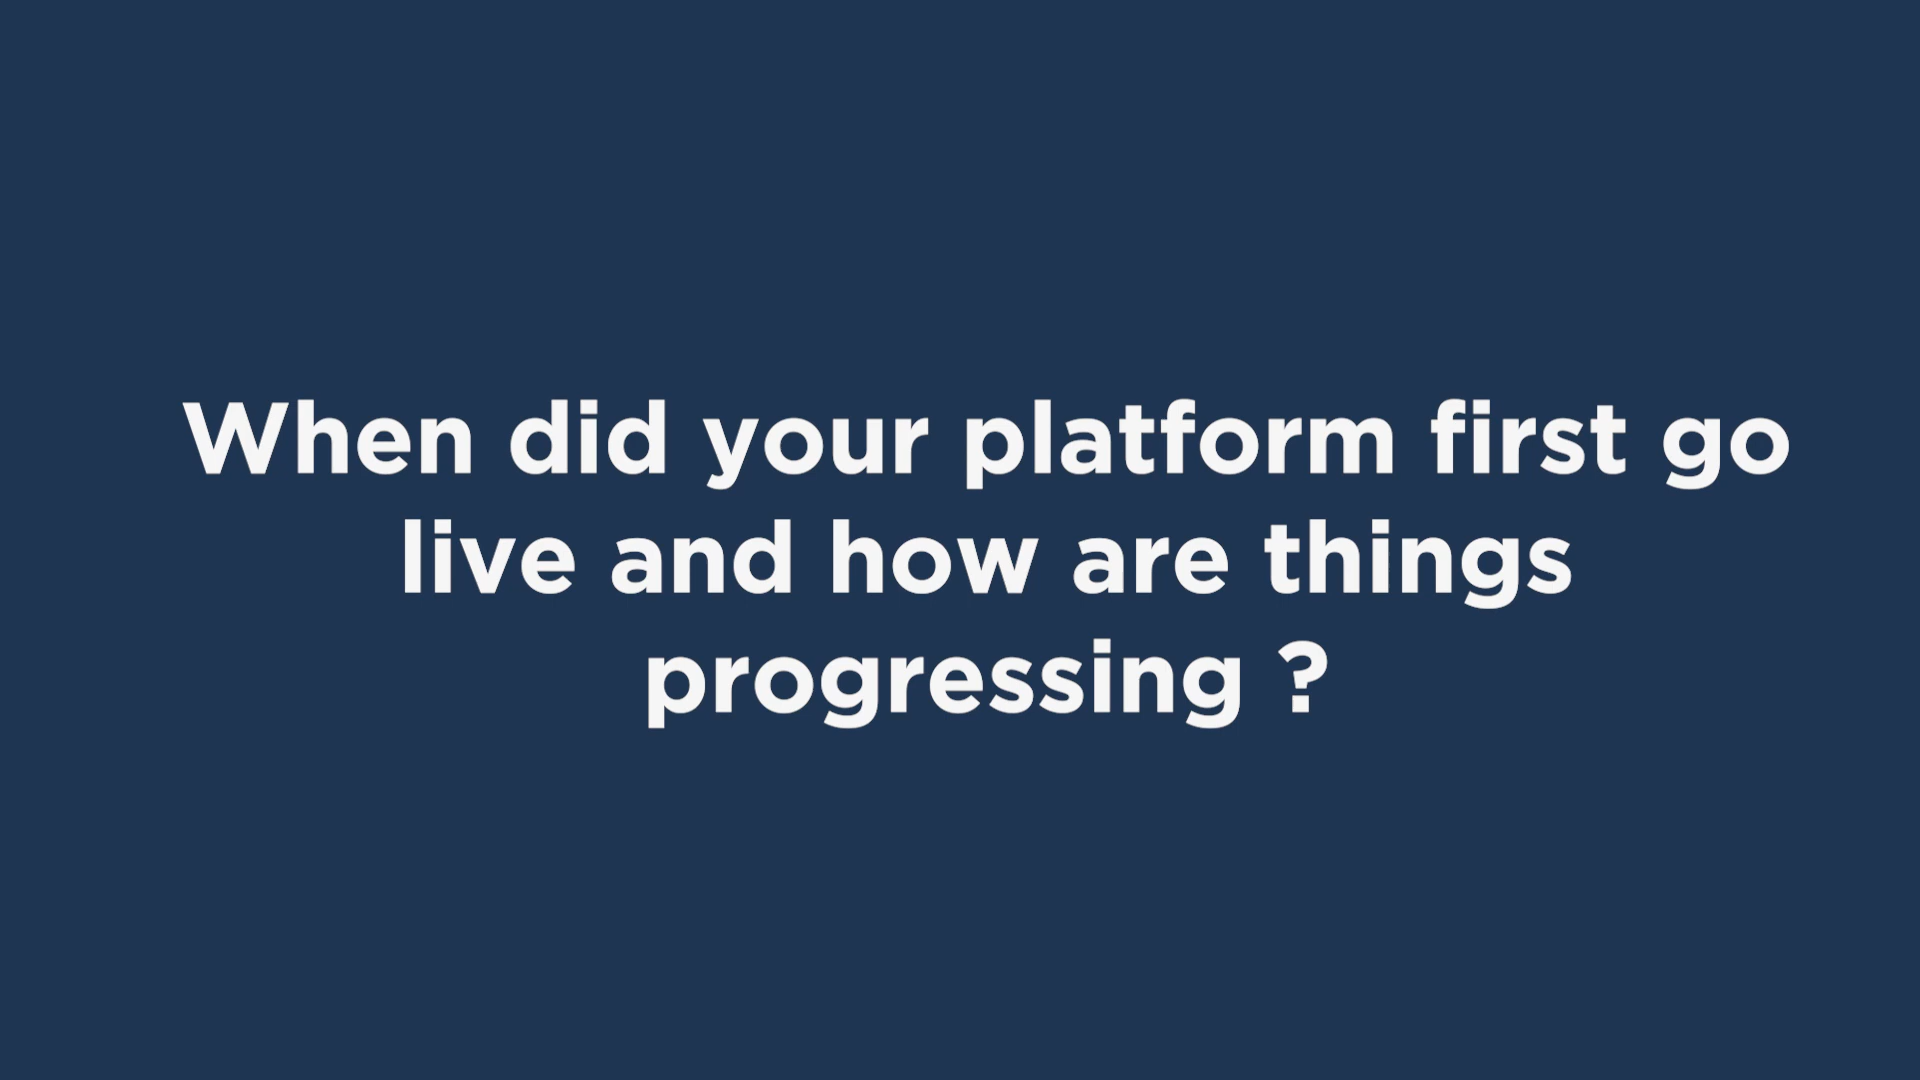 When did your platform first go
live and how are things
progressing ?